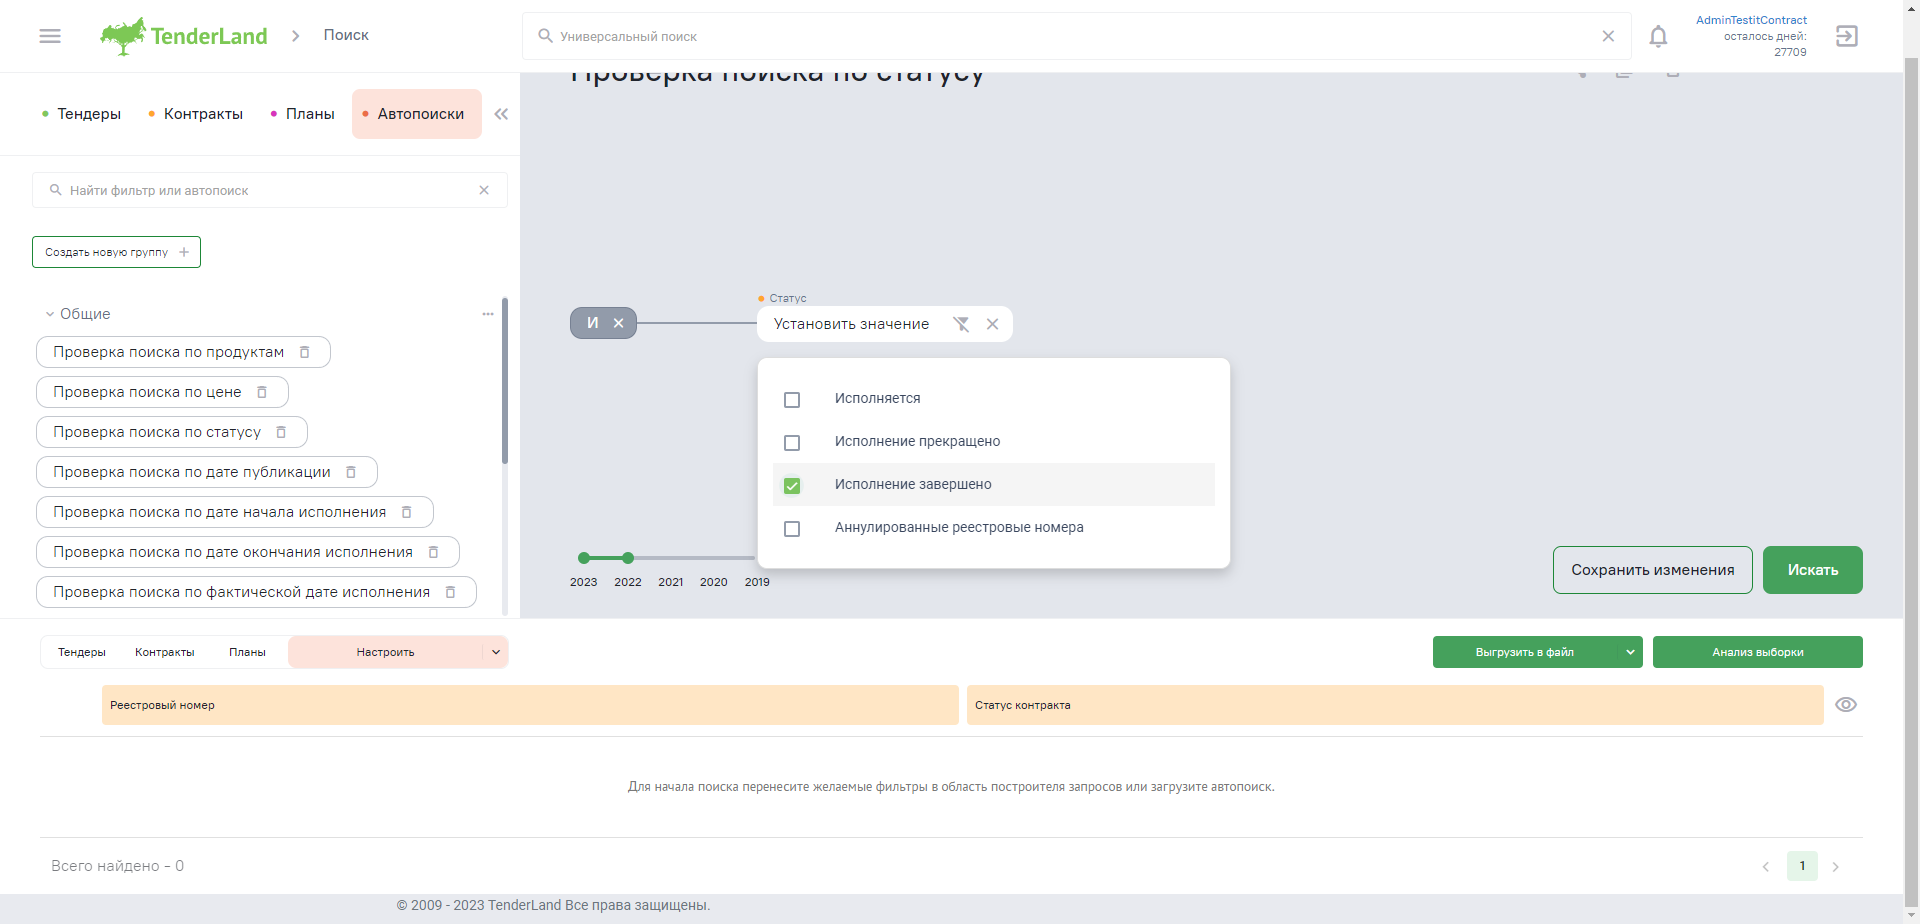 TenderLand
Поиск
Универсальный поиск
AdminTestitContract
осталось дней:
27709
Тендеры
Контракты
Планы
Автопоиски
Проверка поиска по статусу
Найти фильтр или автопоиск
Создать новую группу
Общие
Проверка поиска по продуктам
Проверка поиска по цене
Проверка поиска по статусу
Проверка поиска по дате публикации
Проверка поиска по дате начала исполнения
Проверка поиска по дате окончания исполнения
Проверка поиска по фактической дате исполнения
И
Статус
Установить значение
Исполняется
Исполнение прекращено
Исполнение завершено
Аннулированные реестровые номера
2023 2022 2021 2020 2019
Сохранить изменения
Искать
Тендеры
Контракты
Планы
Настроить
Выгрузить в файл
Анализ выборки
Реестровый номер
Статус контракта
Для начала поиска перенесите желаемые фильтры в область построителя запросов или загрузите автопоиск.
Всего найдено - 0
1
© 2009 - 2023 TenderLand Все права защищены.